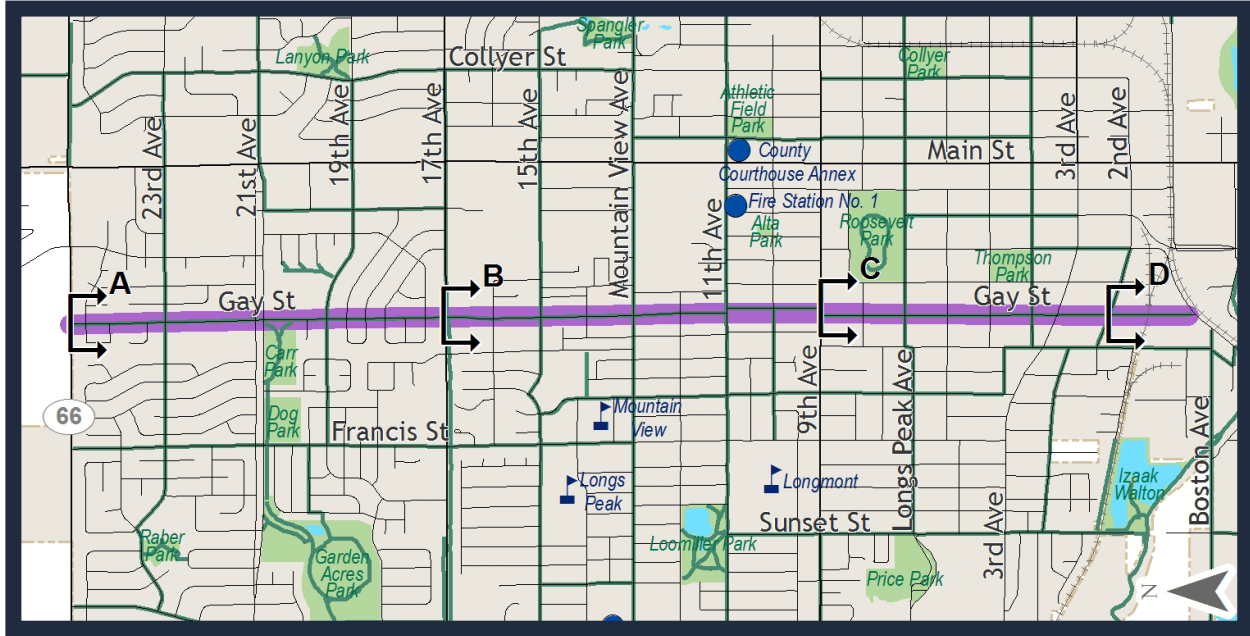 Spangler
Park
Lanyon Park
Collyer St
Collyer
Park
Athletic
Field
Park
23rd Ave
21st Ave
19th Ave
17th Ave
15th Ave
Mountain View Ave
3rd Ave
2nd Ave
County
Courthouse Annex
Main St
Fire Station No. 1
11th Ave
Alta
Park
Roosevelt
Park
Thompson
Park
A
B
C
D
Gay St
Gay St
Carr
Park
9th Ave
Longs Peak Ave
66
Dog
Park
Francis St
Mountain
View
Boston Ave
Longs
Peak
Longmont
Izaak
Walton
3rd Ave
Sunset St
Raber
Park
Garden
Acres
Park
Loomiller Park
Price Park
N